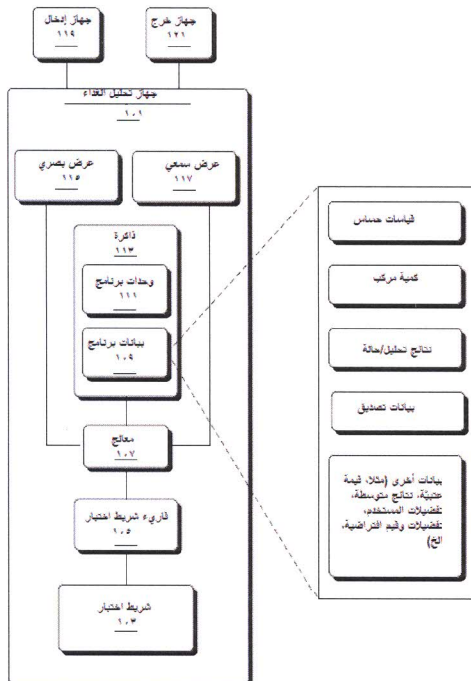 جهاز إدخال
١١٩
جهاز خرج
١٢١
جهاز تحليل الغذاء
١٠١
عرض بصري
١١٥
عرض سمعي
١١٧
ذاكرة
١١٣
وحدات برنامج
١١١
بيانات برنامج
١٠٩
معالج
١٠٧
قاريء شريط اختبار
١٠٥
شريط اختبار
١٠٣
قياسات حساس
كمية مركب
نتائج تحليل/حالة
بيانات تصديق
بيانات أخرى (مثلا، قيمة
عتبيّة، نتائج متوسطة،
تفضيلات المستخدم،
تفضيلات وقيم افتراضية،
الخ)